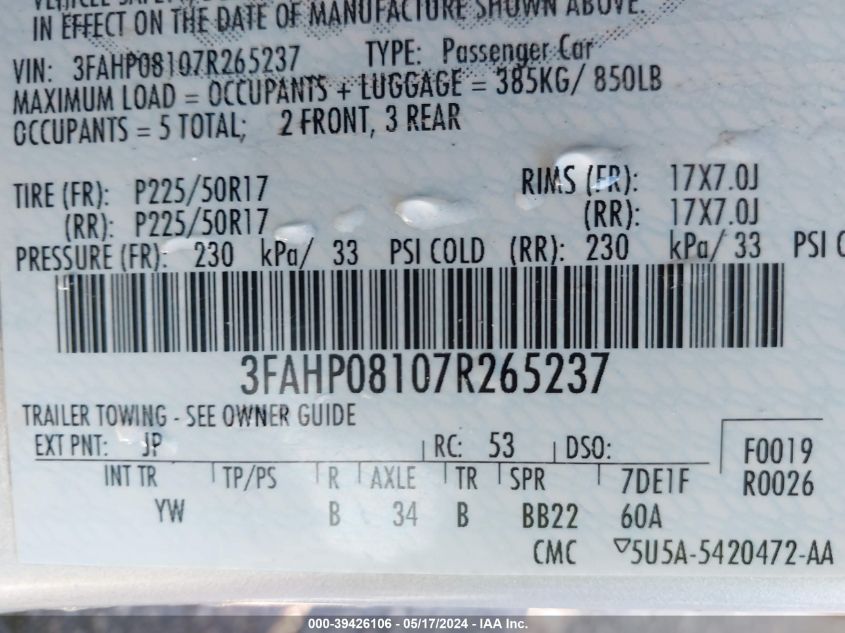 VEHICLE SAFETY
IN EFFECT ON THE DATE OF MANUFACTURE SHOWN ABOVE.
VIN: 3FAHP08107R265237 TYPE: Passenger Car
MAXIMUM LOAD = OCCUPANTS + LUGGAGE = 385KG/ 850LB
OCCUPANTS = 5 TOTAL; 2 FRONT, 3 REAR
TIRE (FR): P225/50R17 RIMS (FR): 17X7.0J
(RR): P225/50R17 (RR): 17X7.0J
PRESSURE (FR): 230 kPa/ 33 PSI COLD (RR): 230 kPa/ 33 PSI C
3FAHP08107R265237
TRAILER TOWING - SEE OWNER GUIDE
EXT PNT: JP RC: 53 DSO: F0019
INT TR TP/PS R AXLE TR SPR 7DE1F R0026
YW B 34 B BB22 60A
CMC ▽5U5A-5420472-AA
000-39426106 - 05/17/2024 - IAA Inc.